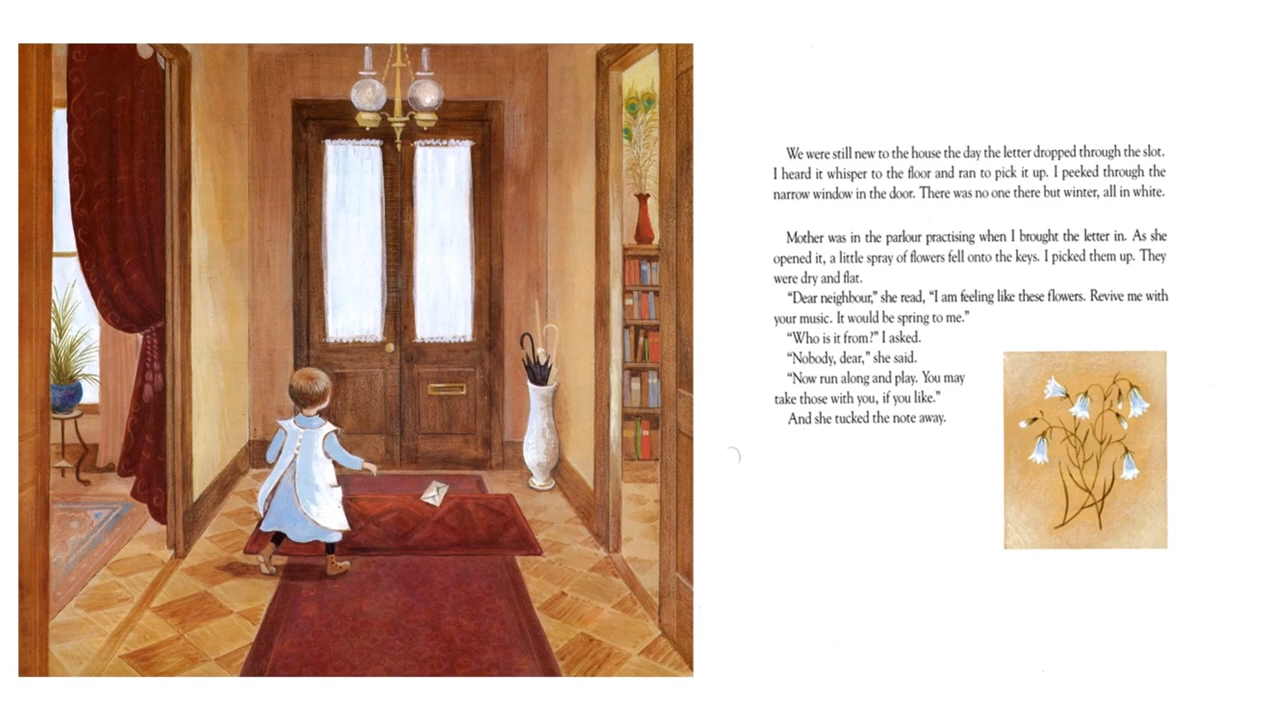 We were still new to the house the day the letter dropped through the slot.
I heard it whisper to the floor and ran to pick it up. I peeked through the
narrow window in the door. There was no one there but winter, all in white.
Mother was in the parlour practising when I brought the letter in. As she
opened it, a little spray of flowers fell onto the keys. I picked them up. They
were dry and flat.
“Dear neighbour,” she read, “I am feeling like these flowers. Revive me with
your music. It would be spring to me.”
“Who is it from?” I asked.
“Nobody, dear,” she said.
“Now run along and play. You may
take those with you, if you like.”
And she tucked the note away.